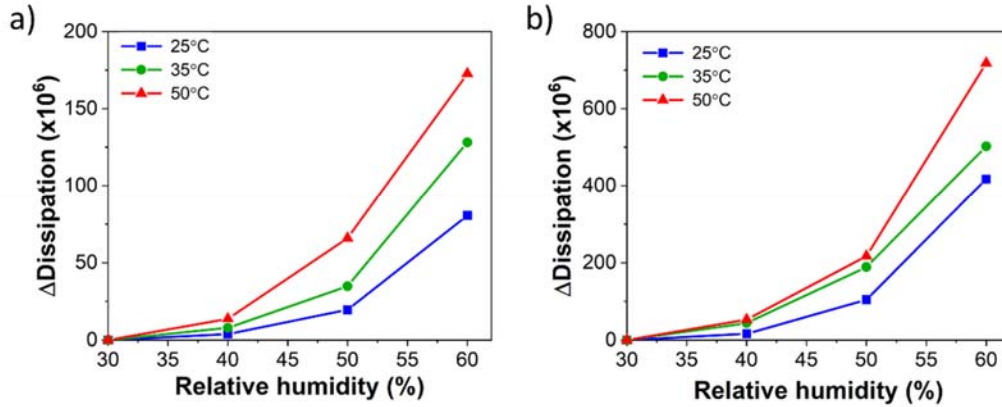 a)
200
150
100
50
0
ΔDissipation (x10⁶)
25°C
35°C
50°C
30 35 40 45 50 55 60
Relative humidity (%)
b)
800
600
400
200
0
ΔDissipation (x10⁶)
25°C
35°C
50°C
30 35 40 45 50 55 60
Relative humidity (%)